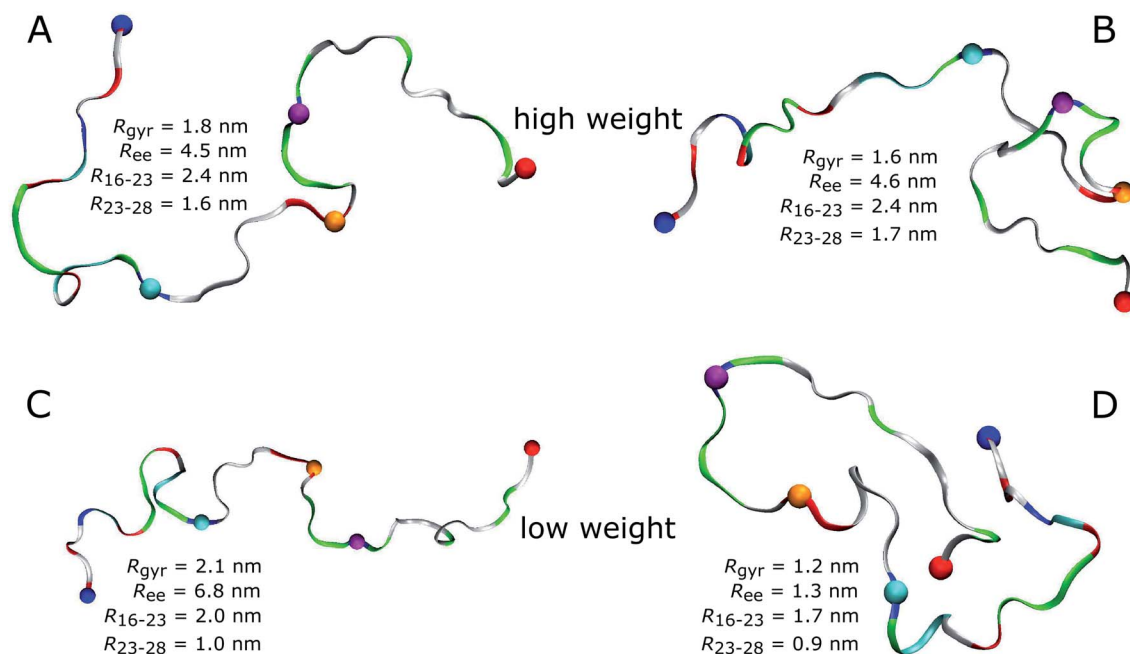 A
R_gyr = 1.8 nm
R_ee = 4.5 nm
R_16-23 = 2.4 nm
R_23-28 = 1.6 nm
high weight
B
R_gyr = 1.6 nm
R_ee = 4.6 nm
R_16-23 = 2.4 nm
R_23-28 = 1.7 nm
C
R_gyr = 2.1 nm
R_ee = 6.8 nm
R_16-23 = 2.0 nm
R_23-28 = 1.0 nm
low weight
D
R_gyr = 1.2 nm
R_ee = 1.3 nm
R_16-23 = 1.7 nm
R_23-28 = 0.9 nm